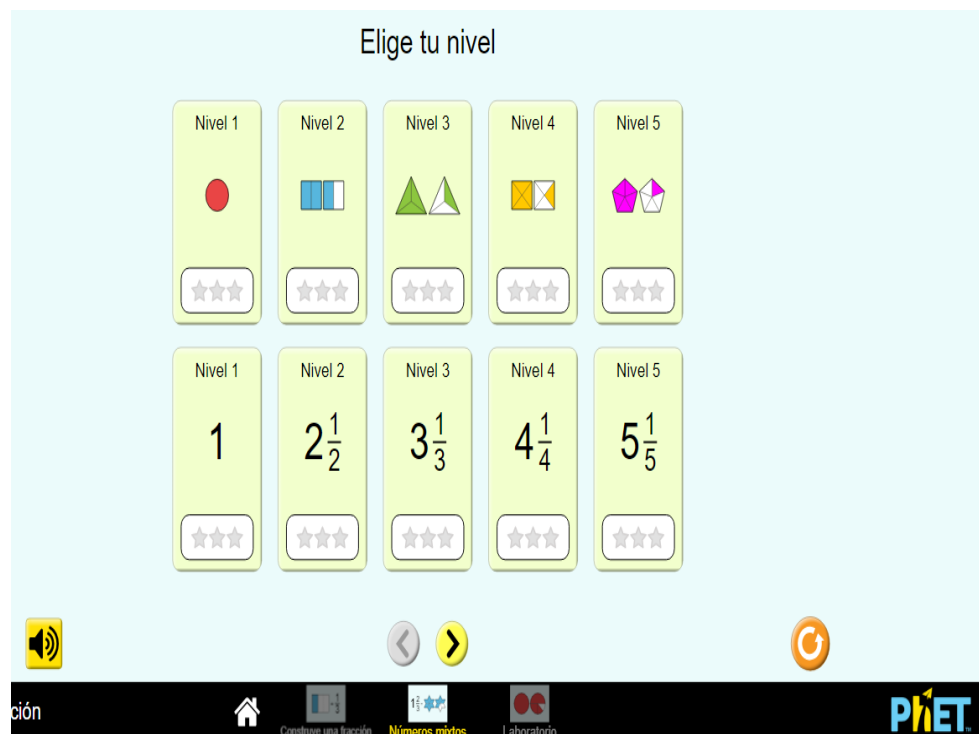 Elige tu nivel
Nivel 1 Nivel 2 Nivel 3 Nivel 4 Nivel 5
Nivel 1 Nivel 2 Nivel 3 Nivel 4 Nivel 5
1 2 1/2 3 1/3 4 1/4 5 1/5
ción
Construye una fracción Números mixtos Laboratorio
PhET